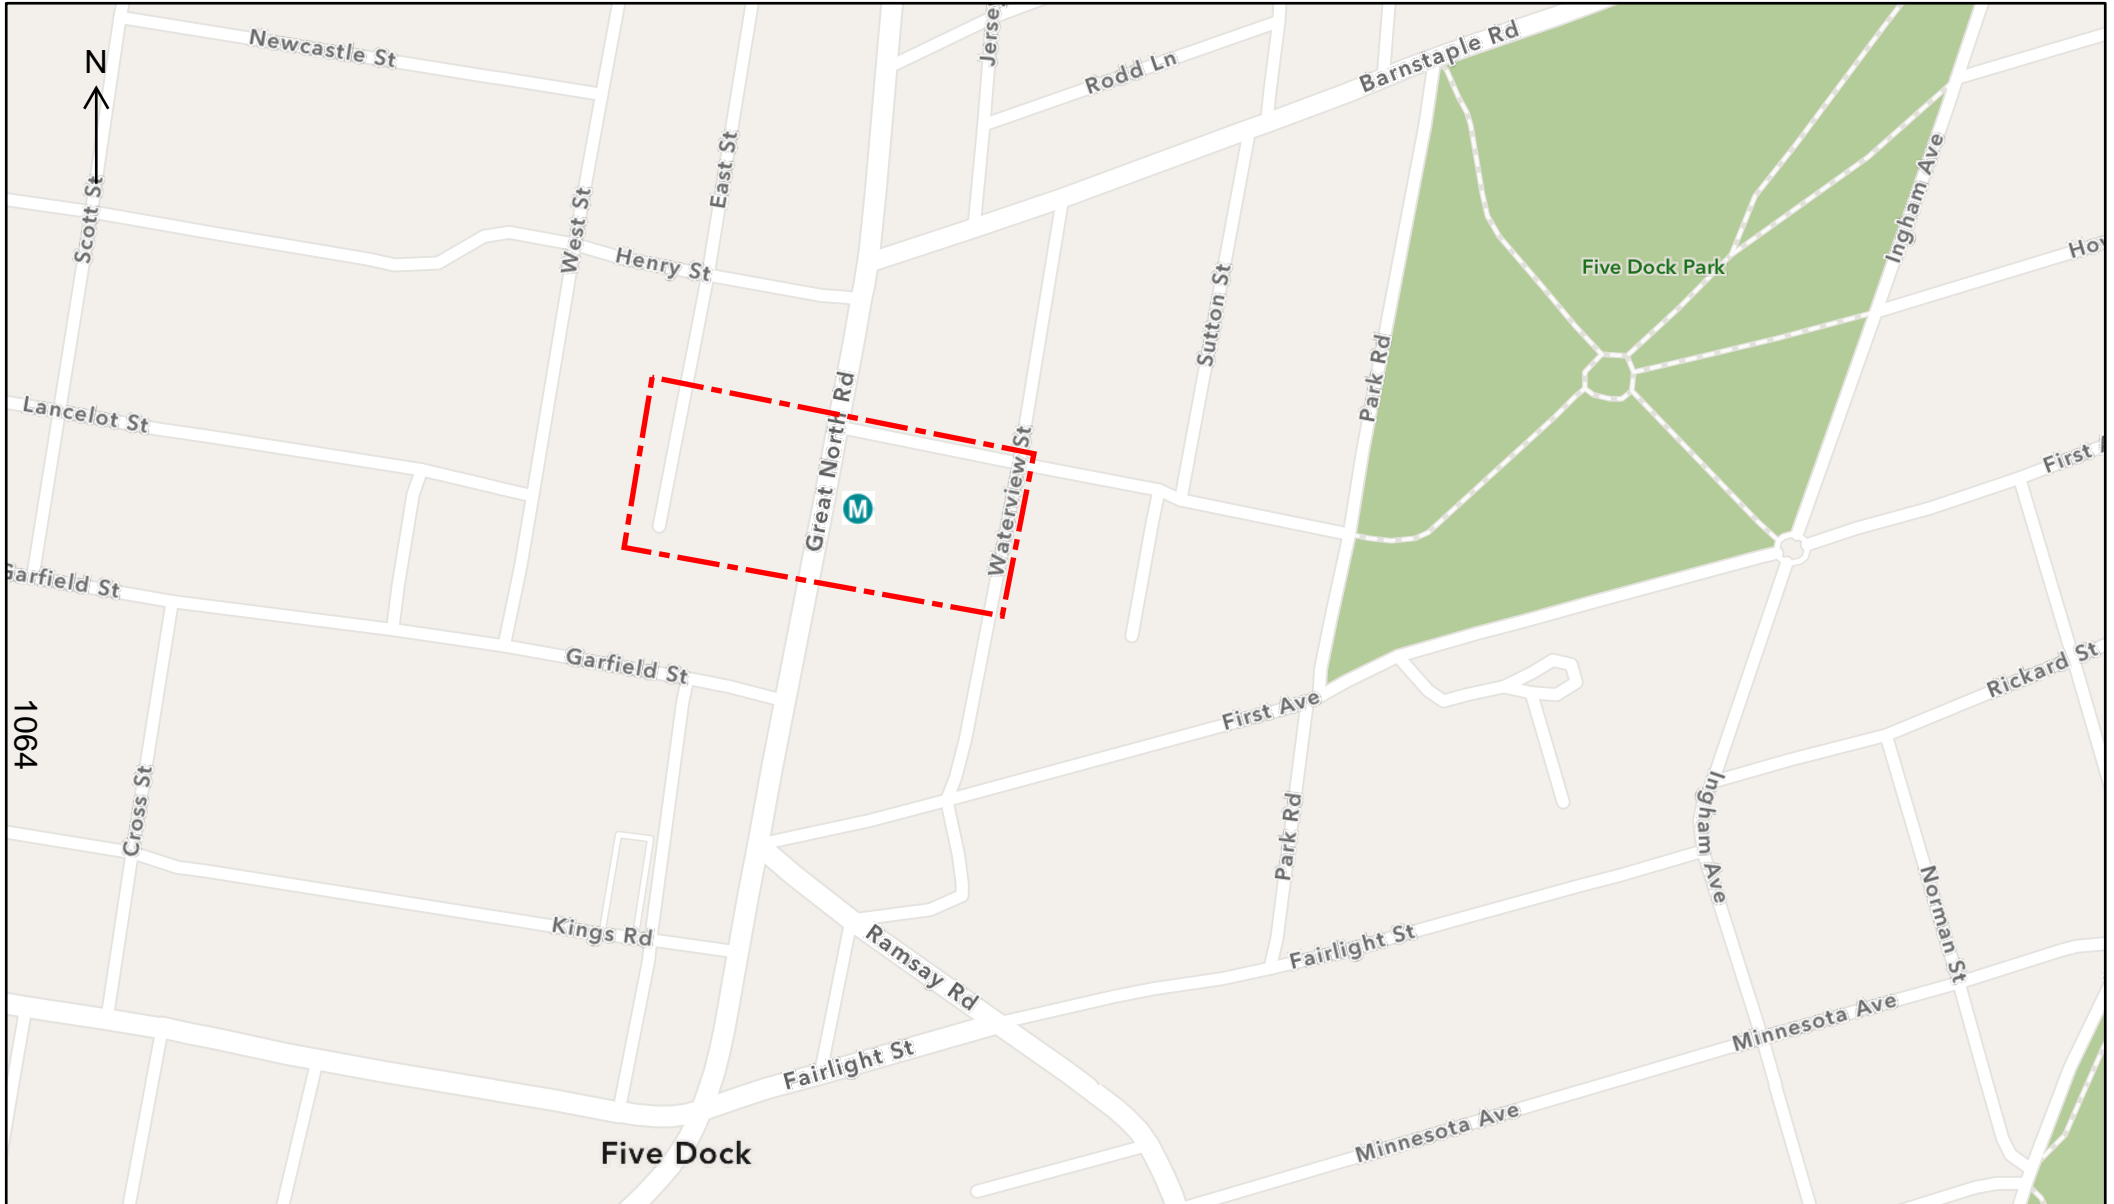 Newcastle St
Jersey
Barnstaple Rd
Rodd Ln
N
East St
Scott St
West St
Ingham Ave
Henry St
Five Dock Park
Sutton St
Park Rd
Great North Rd
Lancelot St
Waterview St
First
M
Garfield St
Garfield St
Rickard St
First Ave
1064
Cross St
Park Rd
Ingham Ave
Norman St
Kings Rd
Ramsay Rd
Fairlight St
Minnesota Ave
Fairlight St
Minnesota Ave
Five Dock